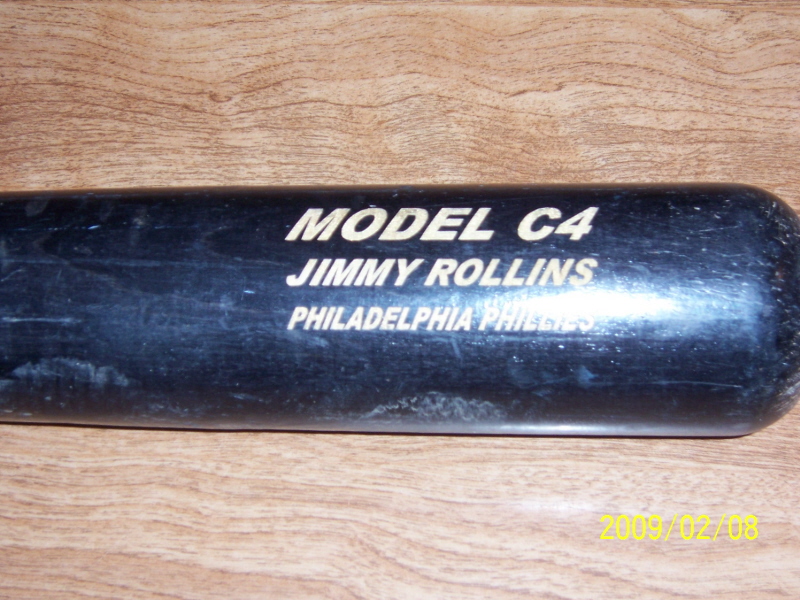 MODEL C4
JIMMY ROLLINS
PHILADELPHIA PHILLIES
2009/02/08